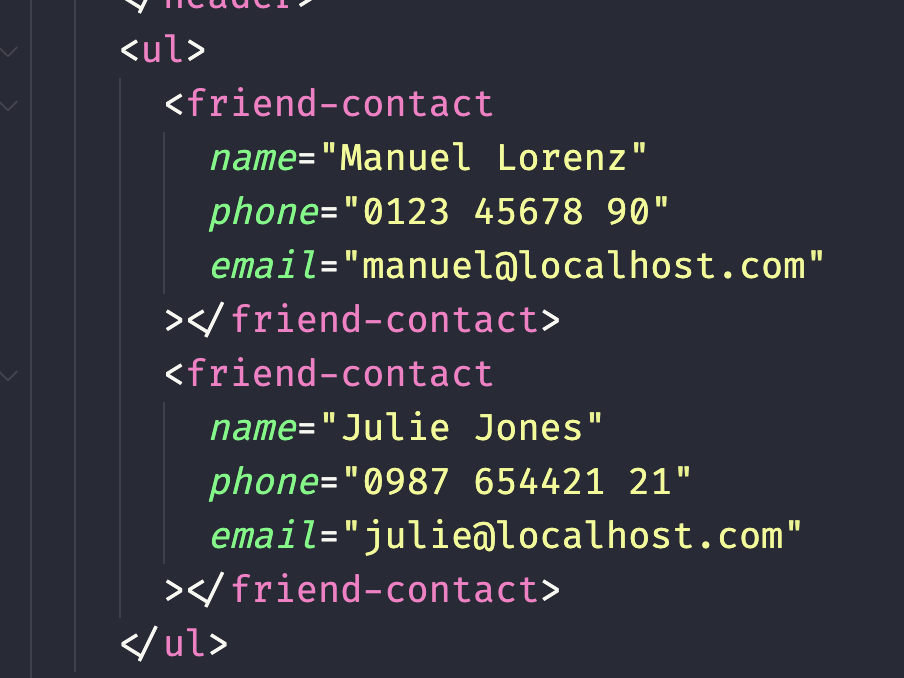 </header>
<ul>
<friend-contact
name="Manuel Lorenz"
phone="0123 45678 90"
email="manuel@localhost.com"
></friend-contact>
<friend-contact
name="Julie Jones"
phone="0987 654421 21"
email="julie@localhost.com"
></friend-contact>
</ul>